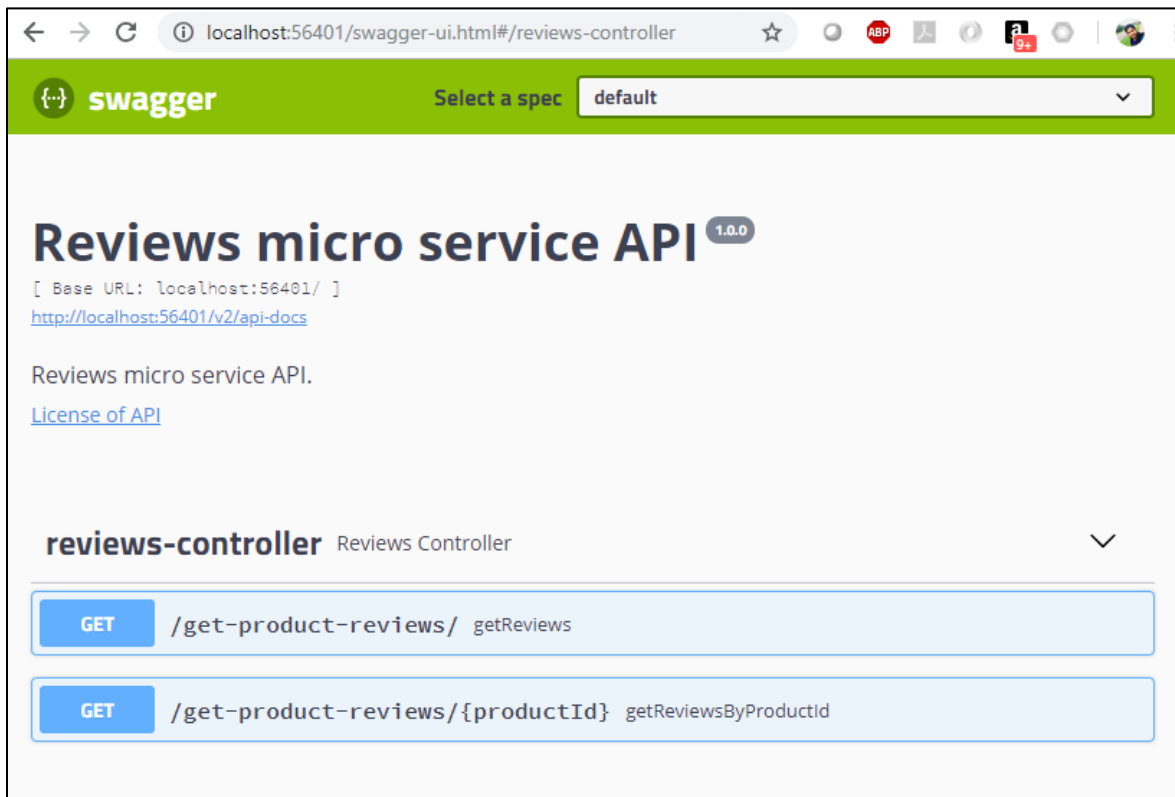 localhost:56401/swagger-ui.html#/reviews-controller ABP a 9+
{··} swagger Select a spec default
Reviews micro service API 1.0.0
[ Base URL: localhost:56401/ ]
http://localhost:56401/v2/api-docs
Reviews micro service API.
License of API
reviews-controller Reviews Controller
GET /get-product-reviews/ getReviews
GET /get-product-reviews/{productId} getReviewsByProductId